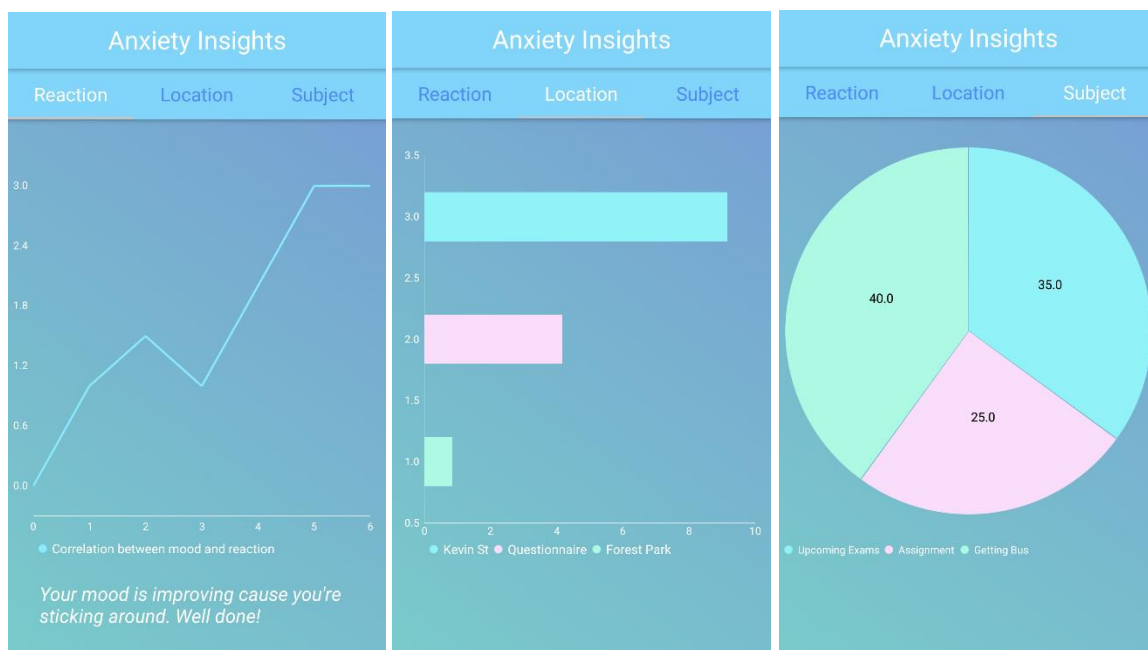 Anxiety Insights
Reaction Location Subject
3.0
2.4
1.8
1.2
0.6
0.0
0 1 2 3 4 5 6
Correlation between mood and reaction
Your mood is improving cause you're
sticking around. Well done!
Anxiety Insights
Reaction Location Subject
3.5
3.0
2.5
2.0
1.5
1.0
0.5
0 2 4 6 8 10
Kevin St Questionnaire Forest Park
Anxiety Insights
Reaction Location Subject
40.0
35.0
25.0
Upcoming Exams Assignment Getting Bus